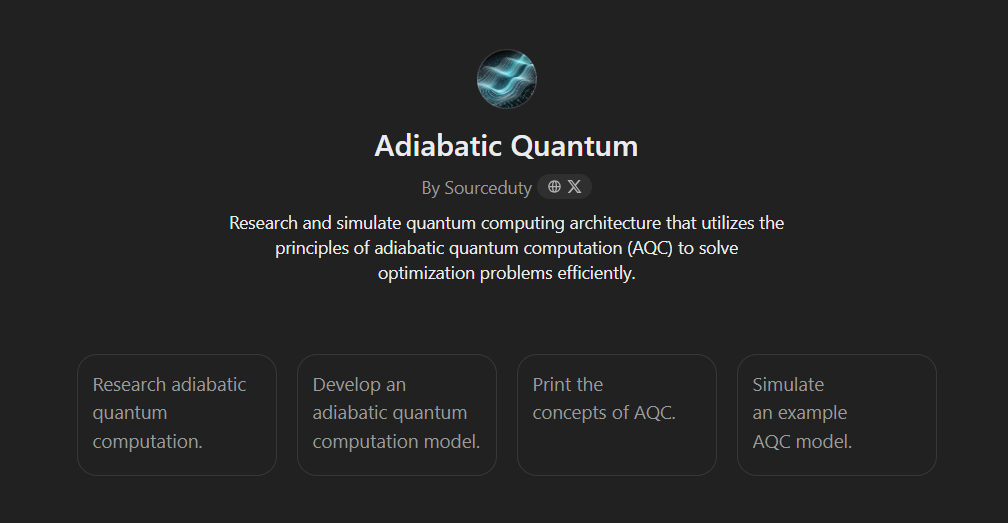 Adiabatic Quantum
By Sourceduty
Research and simulate quantum computing architecture that utilizes the
principles of adiabatic quantum computation (AQC) to solve
optimization problems efficiently.
Research adiabatic
quantum
computation.
Develop an
adiabatic quantum
computation model.
Print the
concepts of AQC.
Simulate
an example
AQC model.